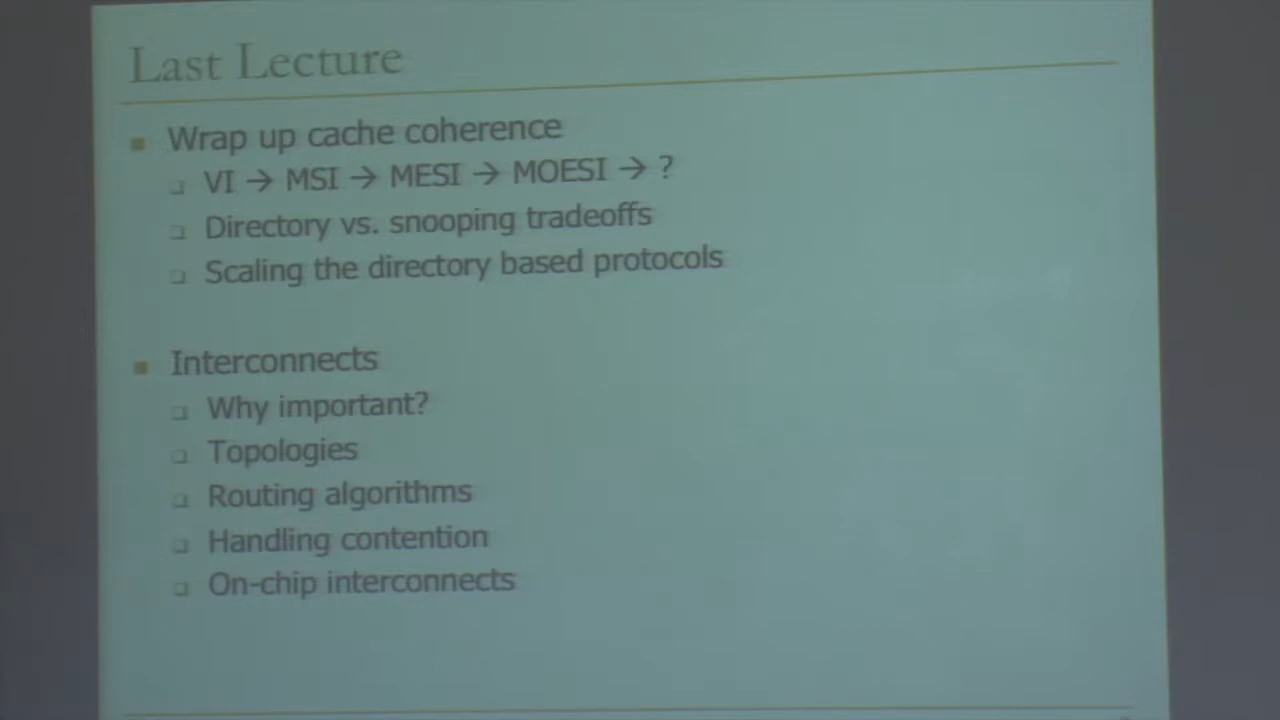 Last Lecture
Wrap up cache coherence
VI → MSI → MESI → MOESI → ?
Directory vs. snooping tradeoffs
Scaling the directory based protocols
Interconnects
Why important?
Topologies
Routing algorithms
Handling contention
On-chip interconnects